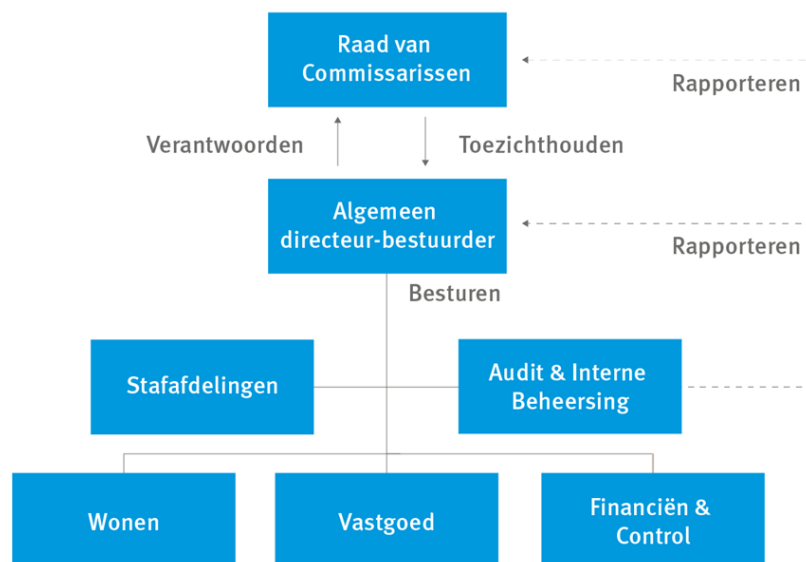 Raad van
Commissarissen
Rapporteren
Verantwoorden
Toezichthouden
Algemeen
directeur-bestuurder
Rapporteren
Besturen
Stafafdelingen
Audit & Interne
Beheersing
Wonen
Vastgoed
Financiën &
Control